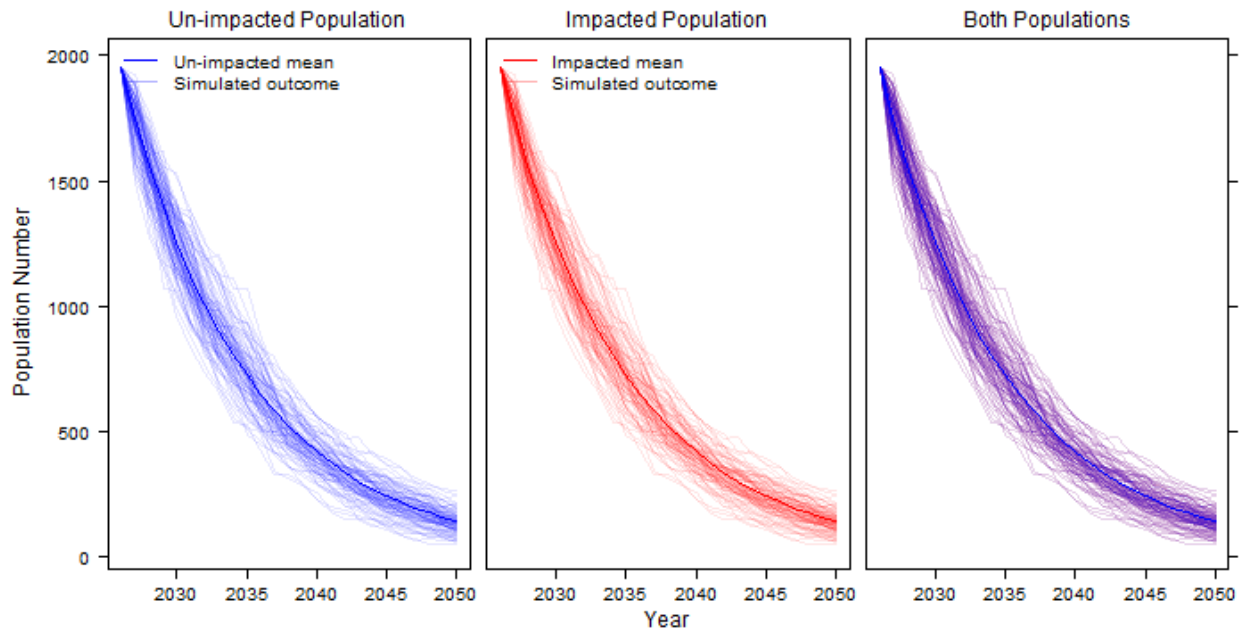 Un-impacted Population
Impacted Population
Both Populations
Population Number
2000
1500
1000
500
0
Un-impacted mean
Simulated outcome
Impacted mean
Simulated outcome
2030 2035 2040 2045 2050
2030 2035 2040 2045 2050
2030 2035 2040 2045 2050
Year